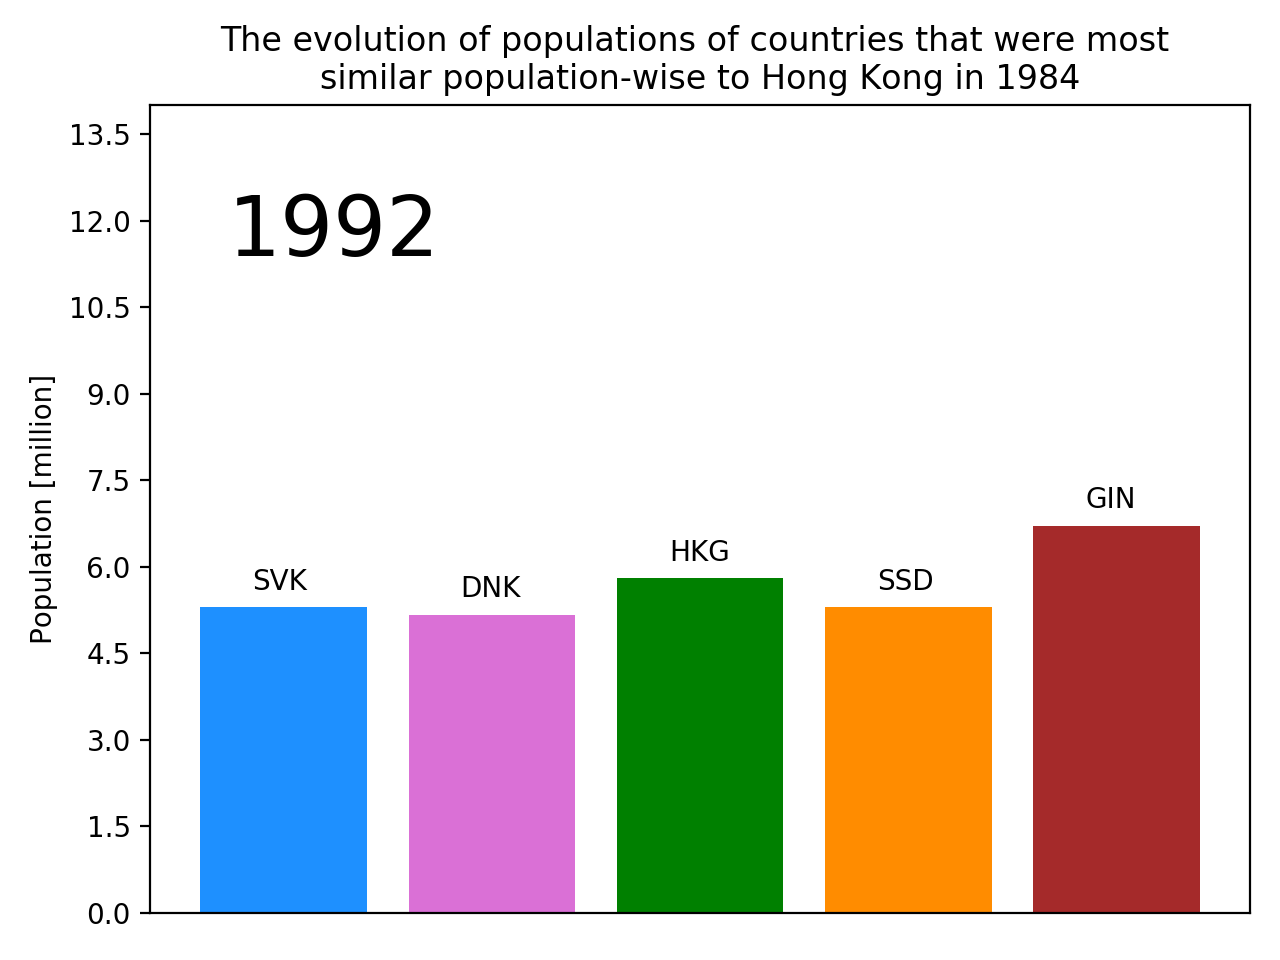 The evolution of populations of countries that were most
similar population-wise to Hong Kong in 1984
13.5
12.0
10.5
9.0
7.5
6.0
4.5
3.0
1.5
0.0
Population [million]
1992
SVK
DNK
HKG
SSD
GIN